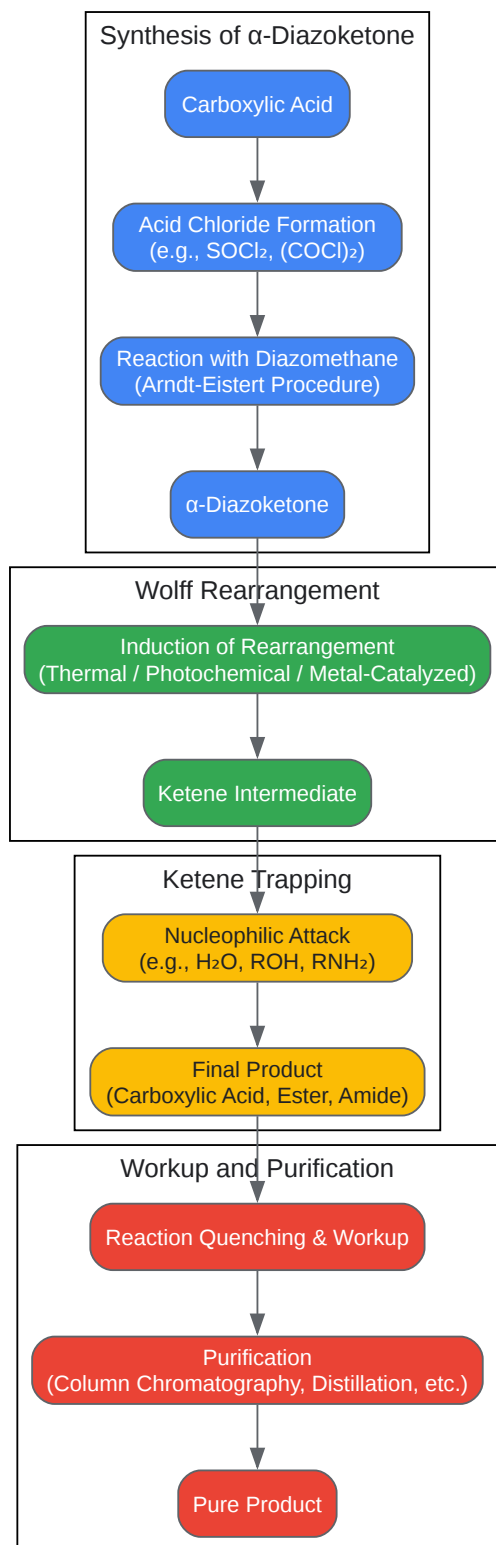 Synthesis of α-Diazoketone
Carboxylic Acid
Acid Chloride Formation
(e.g., SOCl₂, (COCl)₂)
Reaction with Diazomethane
(Arndt-Eistert Procedure)
α-Diazoketone
Wolff Rearrangement
Induction of Rearrangement
(Thermal / Photochemical / Metal-Catalyzed)
Ketene Intermediate
Ketene Trapping
Nucleophilic Attack
(e.g., H₂O, ROH, RNH₂)
Final Product
(Carboxylic Acid, Ester, Amide)
Workup and Purification
Reaction Quenching & Workup
Purification
(Column Chromatography, Distillation, etc.)
Pure Product